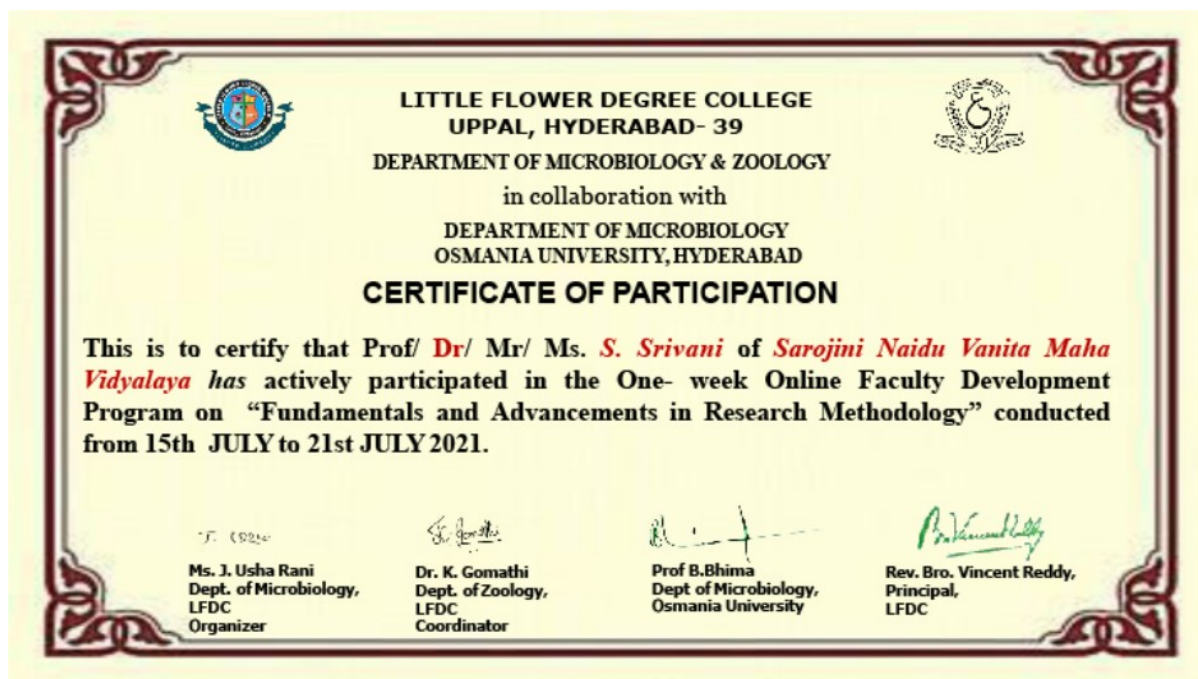 LITTLE FLOWER DEGREE COLLEGE
UPPAL, HYDERABAD- 39
DEPARTMENT OF MICROBIOLOGY & ZOOLOGY
in collaboration with
DEPARTMENT OF MICROBIOLOGY
OSMANIA UNIVERSITY, HYDERABAD
CERTIFICATE OF PARTICIPATION
This is to certify that Prof/ Dr/ Mr/ Ms. S. Srivani of Sarojini Naidu Vanita Maha
Vidyalaya has actively participated in the One- week Online Faculty Development
Program on "Fundamentals and Advancements in Research Methodology" conducted
from 15th JULY to 21st JULY 2021.
Ms. J. Usha Rani
Dept. of Microbiology,
LFDC
Organizer
Dr. K. Gomathi
Dept. of Zoology,
LFDC
Coordinator
Prof B.Bhima
Dept of Microbiology,
Osmania University
Rev. Bro. Vincent Reddy,
Principal,
LFDC